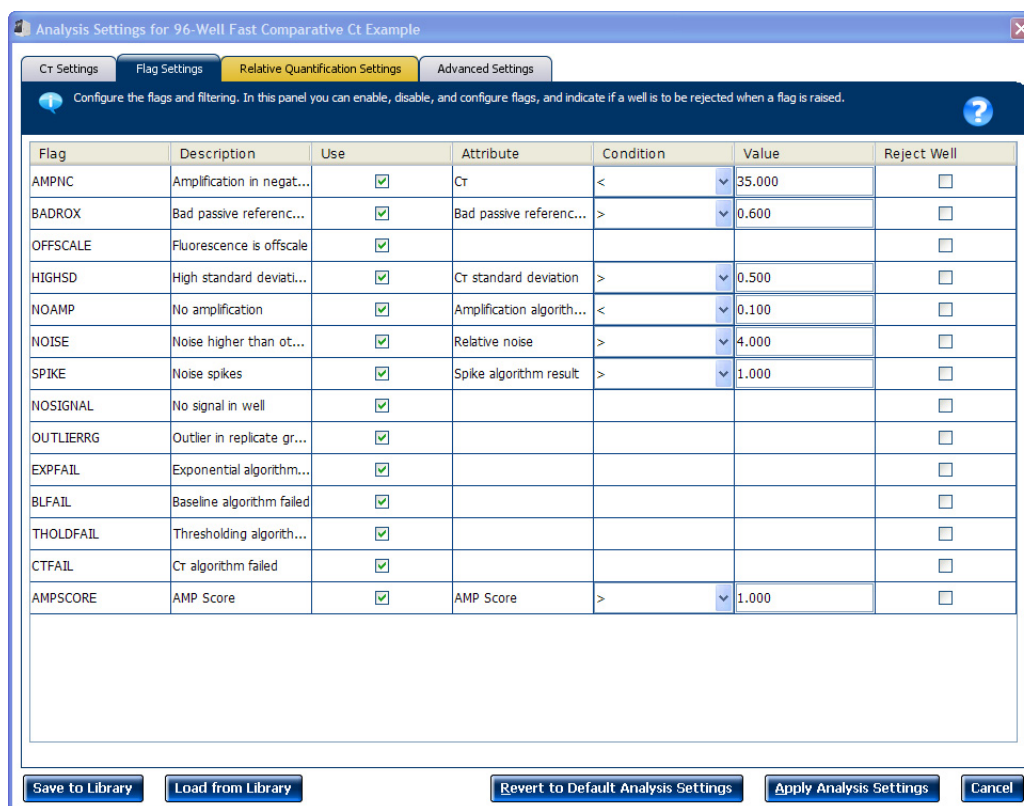 Analysis Settings for 96-Well Fast Comparative Ct Example
CT Settings Flag Settings Relative Quantification Settings Advanced Settings
Configure the flags and filtering. In this panel you can enable, disable, and configure flags, and indicate if a well is to be rejected when a flag is raised.
?
Flag Description Use Attribute Condition Value Reject Well
AMPNC Amplification in negat... CT < 35.000
BADROX Bad passive referenc... Bad passive referenc... > 0.600
OFFSCALE Fluorescence is offscale
HIGHSD High standard deviati... CT standard deviation > 0.500
NOAMP No amplification Amplification algorith... < 0.100
NOISE Noise higher than ot... Relative noise > 4.000
SPIKE Noise spikes Spike algorithm result > 1.000
NOSIGNAL No signal in well
OUTLIERRG Outlier in replicate gr...
EXPFAIL Exponential algorithm...
BLFAIL Baseline algorithm failed
THOLDFAIL Thresholding algorith...
CTFAIL CT algorithm failed
AMPSCORE AMP Score AMP Score > 1.000
Save to Library Load from Library Revert to Default Analysis Settings Apply Analysis Settings Cancel